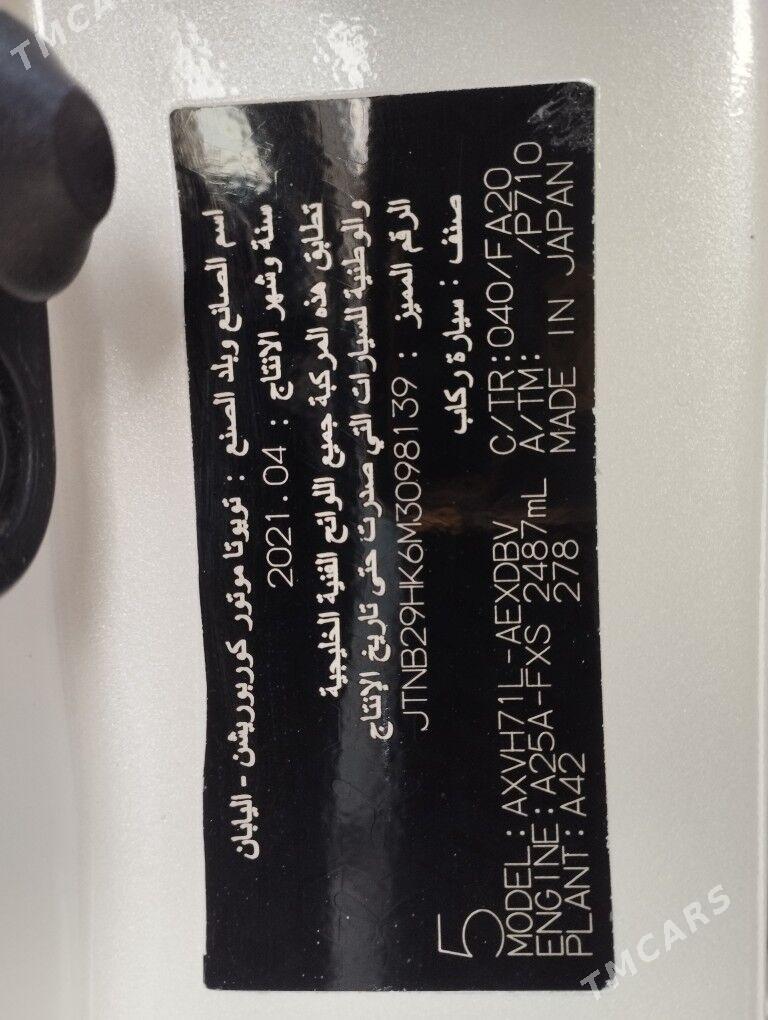 اسم الصانع وبلد الصنع : تويوتا موتور كوربوريشن - اليابان
سنة وشهر الانتاج : 2021.04
تطابق هذه المركبة جميع اللوائح الفنية الخليجية
والوطنية للسيارات التي صدرت حتى تاريخ الإنتاج
الرقم المميز : JTNB29HK6M3098139
صنف : سيارة ركاب
5
MODEL : AXVH71L-AEXDBV C/TR : 040/FA20
ENGINE : A25A-FXS 2487mL A/TM: /P710
PLANT : A42 278 MADE IN JAPAN
TMCARS
TMCARS